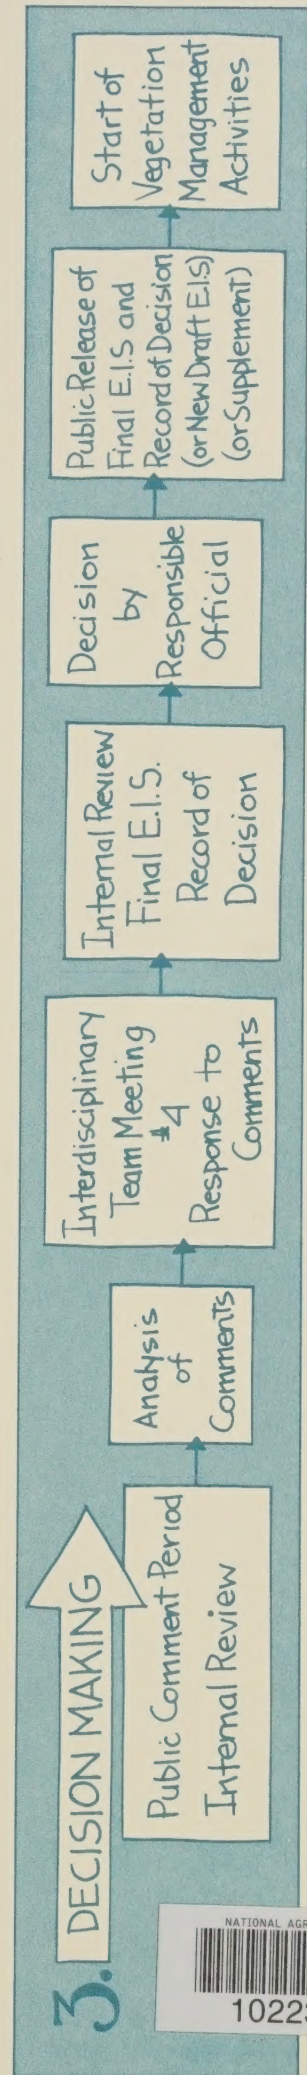 3. DECISION MAKING
Public Comment Period
Internal Review
Analysis
of
Comments
Interdisciplinary
Team Meeting
#4
Response to
Comments
Internal Review
Final E.I.S.
Record of
Decision
Decision
by
Responsible
Official
Public Release of
Final E.I.S and
Record of Decision
(or New Draft E.I.S)
(or Supplement)
Start of
Vegetation
Management
Activities
NATIONAL AGR